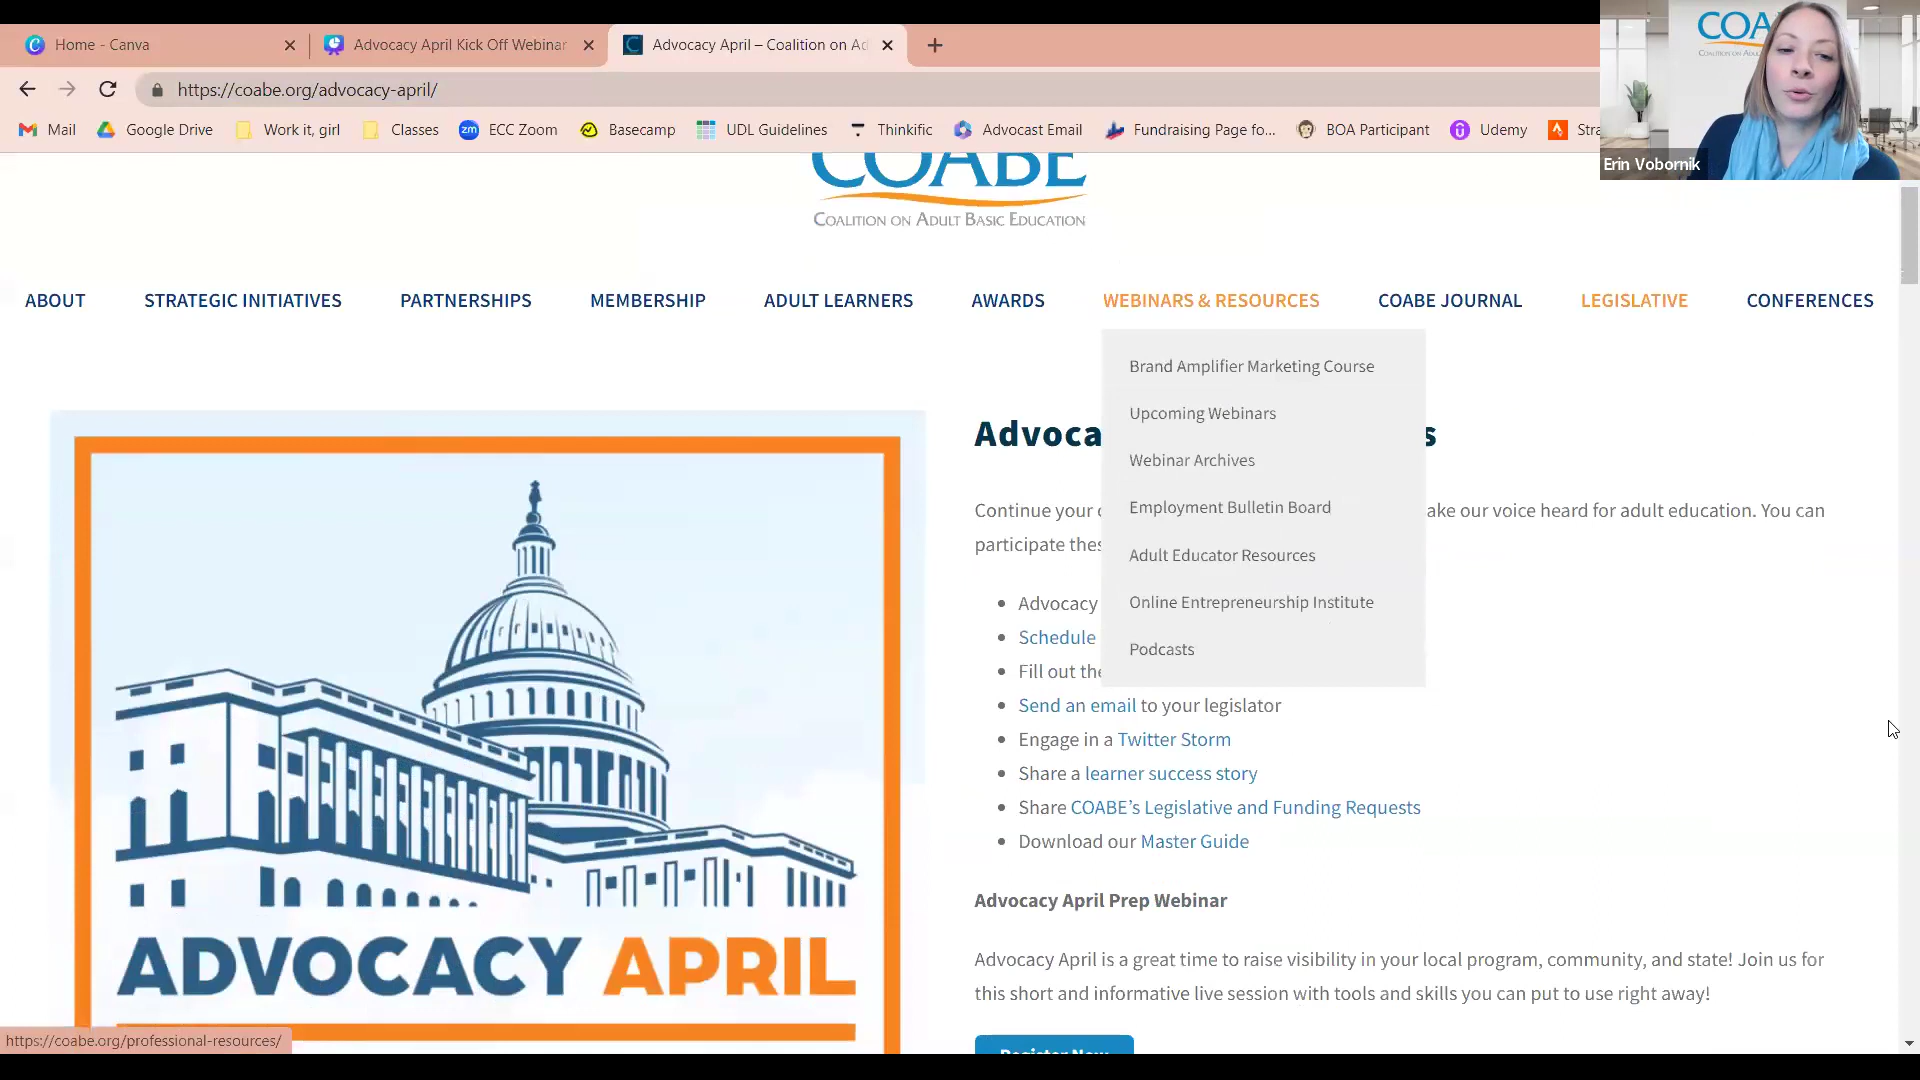 Home - Canva
Advocacy April Kick Off Webinar
Advocacy April – Coalition on Ad
https://coabe.org/advocacy-april/
Mail
Google Drive
Work it, girl
Classes
ECC Zoom
Basecamp
UDL Guidelines
Thinkific
Advocast Email
Fundraising Page fo...
BOA Participant
Udemy
Stra
COA
Erin Vobornik
COABE
COALITION ON ADULT BASIC EDUCATION
ABOUT
STRATEGIC INITIATIVES
PARTNERSHIPS
MEMBERSHIP
ADULT LEARNERS
AWARDS
WEBINARS & RESOURCES
COABE JOURNAL
LEGISLATIVE
CONFERENCES
Brand Amplifier Marketing Course
Upcoming Webinars
Webinar Archives
Employment Bulletin Board
Adult Educator Resources
Online Entrepreneurship Institute
Podcasts
ADVOCACY APRIL
Advoca s
Continue your ake our voice heard for adult education. You can
participate thes
• Advocacy
• Schedule
• Fill out the
• Send an email to your legislator
• Engage in a Twitter Storm
• Share a learner success story
• Share COABE’s Legislative and Funding Requests
• Download our Master Guide
Advocacy April Prep Webinar
Advocacy April is a great time to raise visibility in your local program, community, and state! Join us for
this short and informative live session with tools and skills you can put to use right away!
Register Now
https://coabe.org/professional-resources/